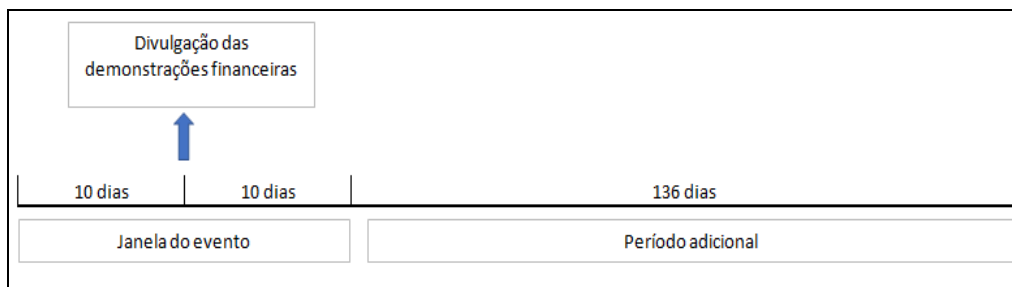 Divulgação das
demonstrações financeiras
10 dias
10 dias
136 dias
Janela do evento
Período adicional